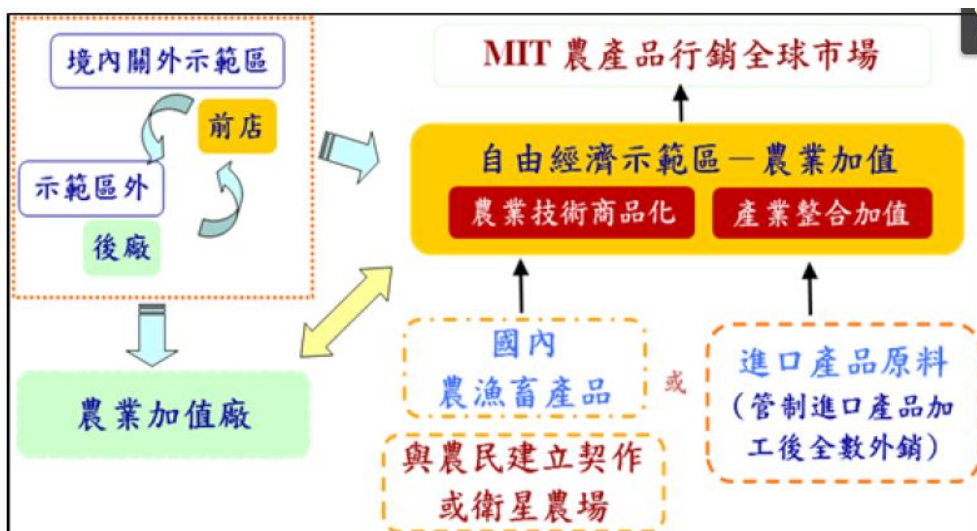 境內關外示範區
前店
示範區外
後廠
農業加值廠
MIT 農產品行銷全球市場
自由經濟示範區－農業加值
農業技術商品化
產業整合加值
國內
農漁畜產品
或
進口產品原料
（管制進口產品加
工後全數外銷）
與農民建立契作
或衛星農場